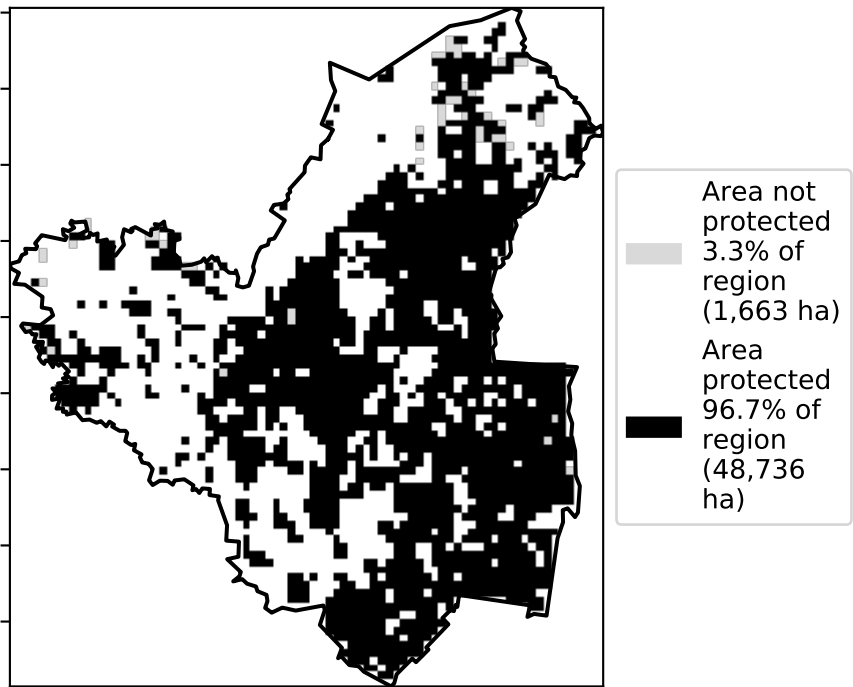 Area not
protected
3.3% of
region
(1,663 ha)
Area
protected
96.7% of
region
(48,736
ha)